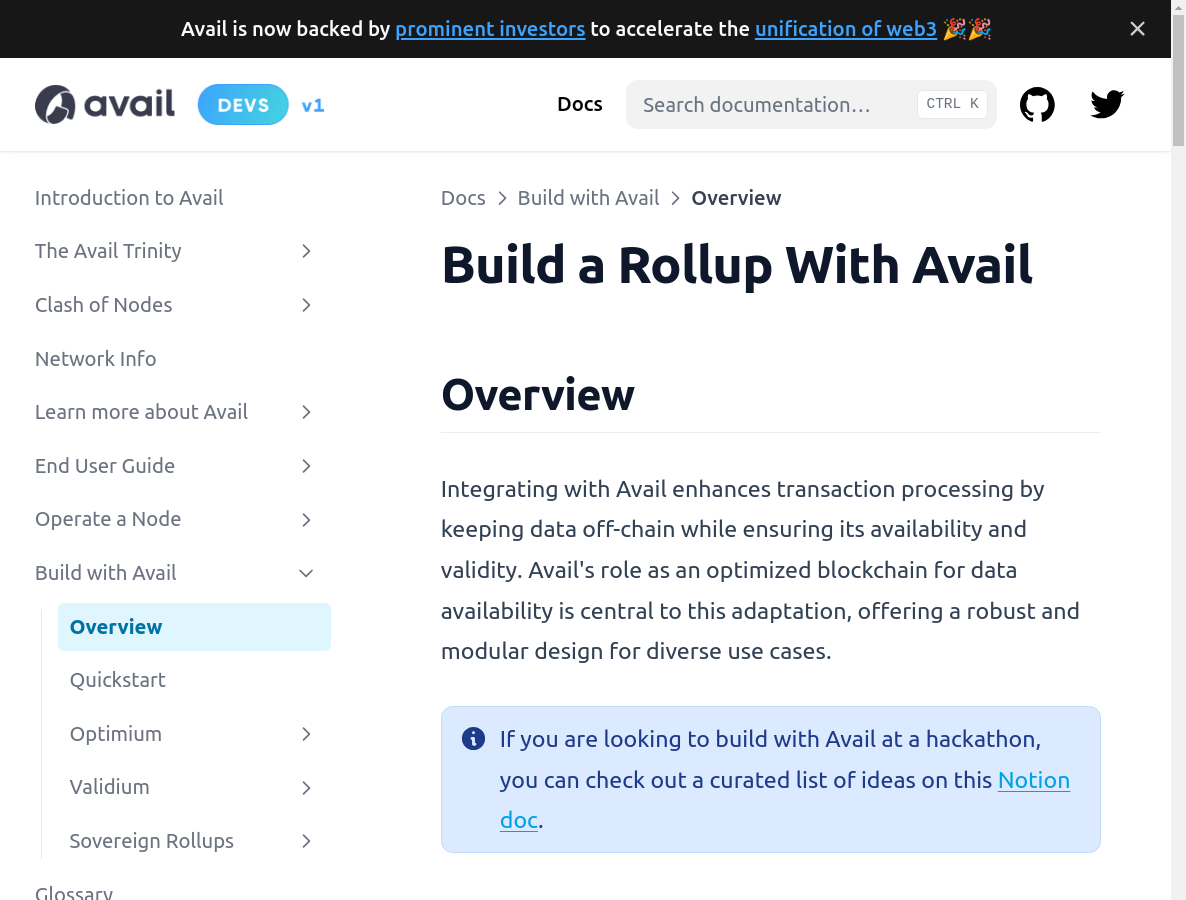 Avail is now backed by prominent investors to accelerate the unification of web3 🎉🎉
avail DEVS v1
Docs
Search documentation…
CTRL K
Introduction to Avail
The Avail Trinity
Clash of Nodes
Network Info
Learn more about Avail
End User Guide
Operate a Node
Build with Avail
Overview
Quickstart
Optimium
Validium
Sovereign Rollups
Glossary
Docs > Build with Avail > Overview
Build a Rollup With Avail
Overview
Integrating with Avail enhances transaction processing by
keeping data off-chain while ensuring its availability and
validity. Avail's role as an optimized blockchain for data
availability is central to this adaptation, offering a robust and
modular design for diverse use cases.
If you are looking to build with Avail at a hackathon,
you can check out a curated list of ideas on this Notion
doc.